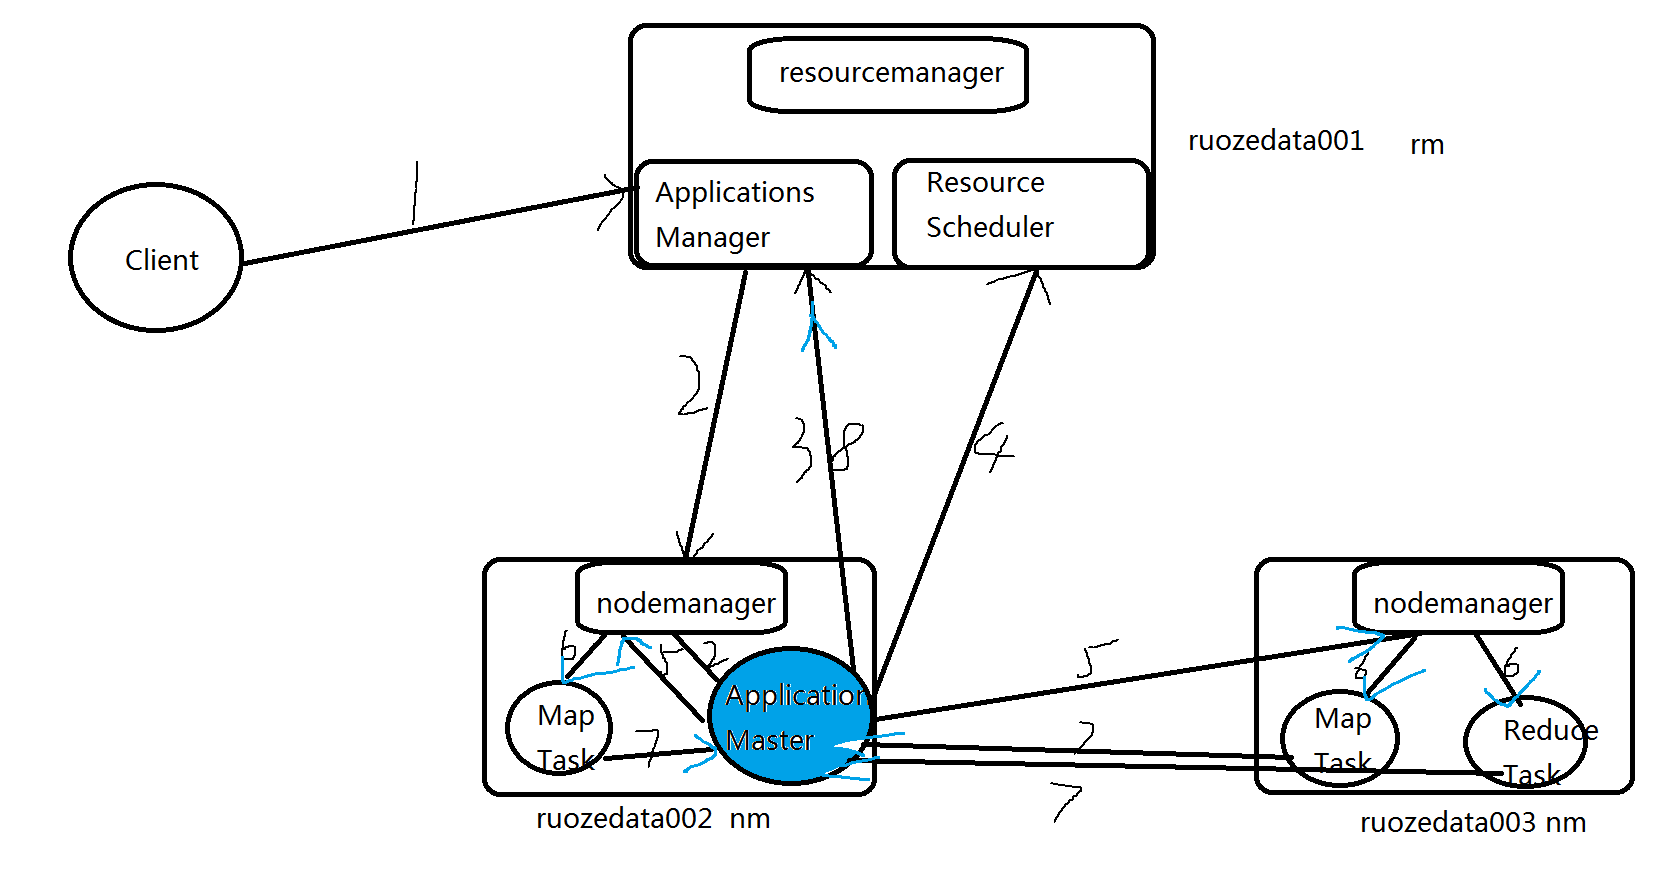 resourcemanager
ruozedata001 rm
Applications
Manager
Resource
Scheduler
1
Client
2
3 8
4
nodemanager
6
5
2
Application
Master
Map
Task
7
ruozedata002 nm
5
7
7
nodemanager
6
6
Map
Task
Reduce
Task
ruozedata003 nm